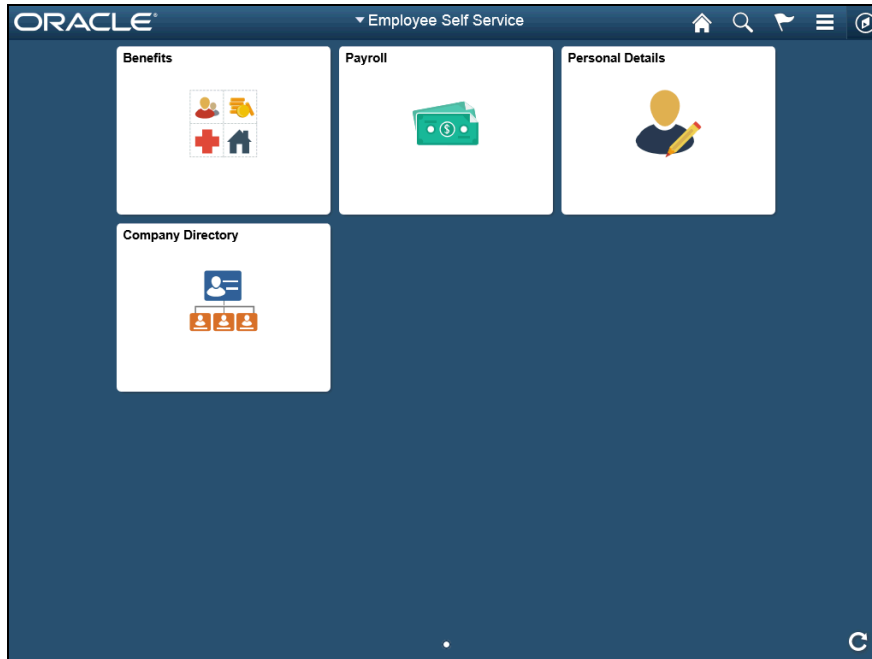 ORACLE
Employee Self Service
Benefits
Payroll
Personal Details
Company Directory